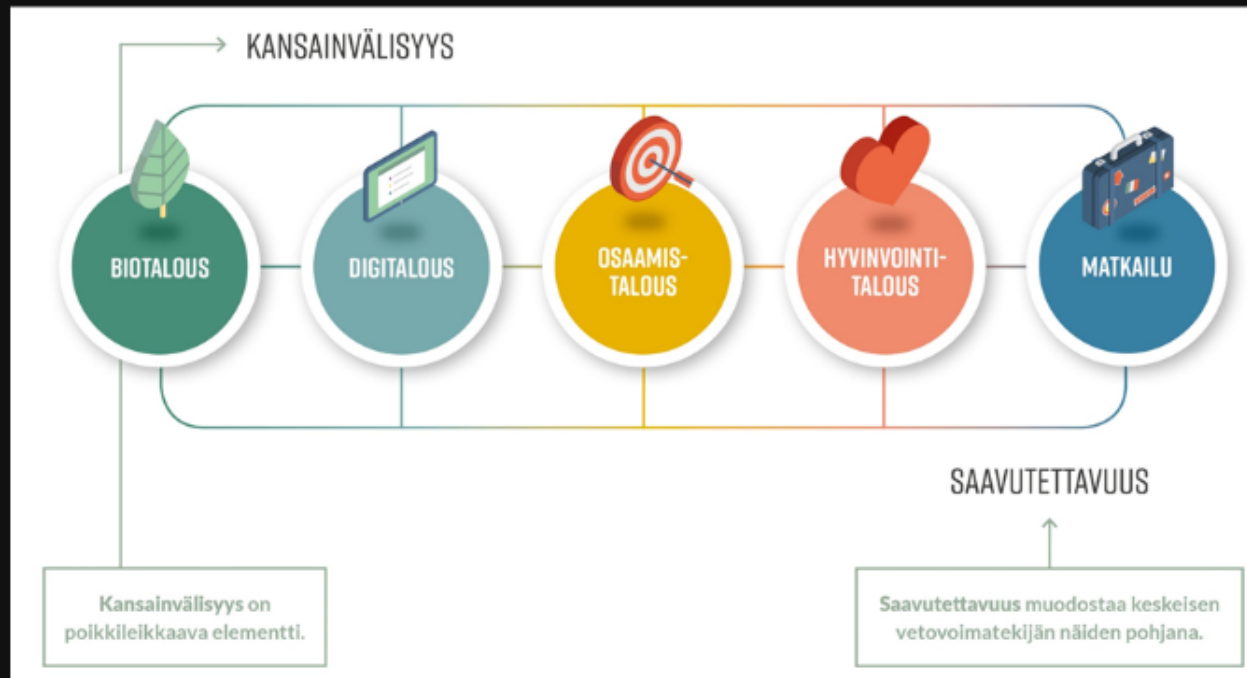 KANSAINVÄLISYYS
BIOTALOUS
DIGITALOUS
OSAAMIS-
TALOUS
HYVINVOINTI-
TALOUS
MATKAILU
SAAVUTETTAVUUS
Kansainvälisyys on
poikkileikkaava elementti.
Saavutettavuus muodostaa keskeisen
vetovoimatekijän näiden pohjana.